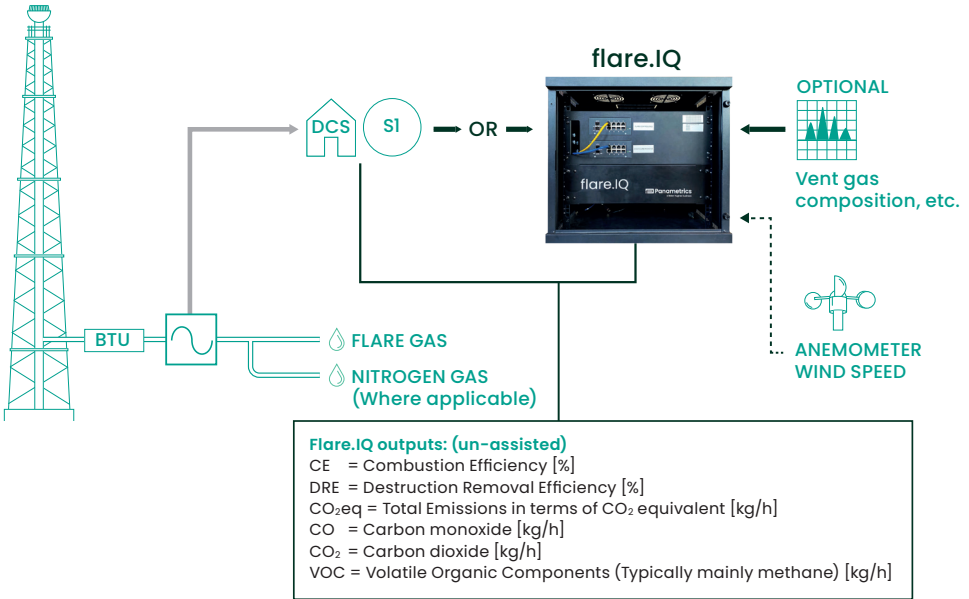 flare.IQ
OPTIONAL
DCS
S1
OR
flare.IQ
Panametrics
Vent gas
composition, etc.
BTU
FLARE GAS
NITROGEN GAS
(Where applicable)
ANEMOMETER
WIND SPEED
Flare.IQ outputs: (un-assisted)
CE = Combustion Efficiency [%]
DRE = Destruction Removal Efficiency [%]
CO₂eq = Total Emissions in terms of CO₂ equivalent [kg/h]
CO = Carbon monoxide [kg/h]
CO₂ = Carbon dioxide [kg/h]
VOC = Volatile Organic Components (Typically mainly methane) [kg/h]